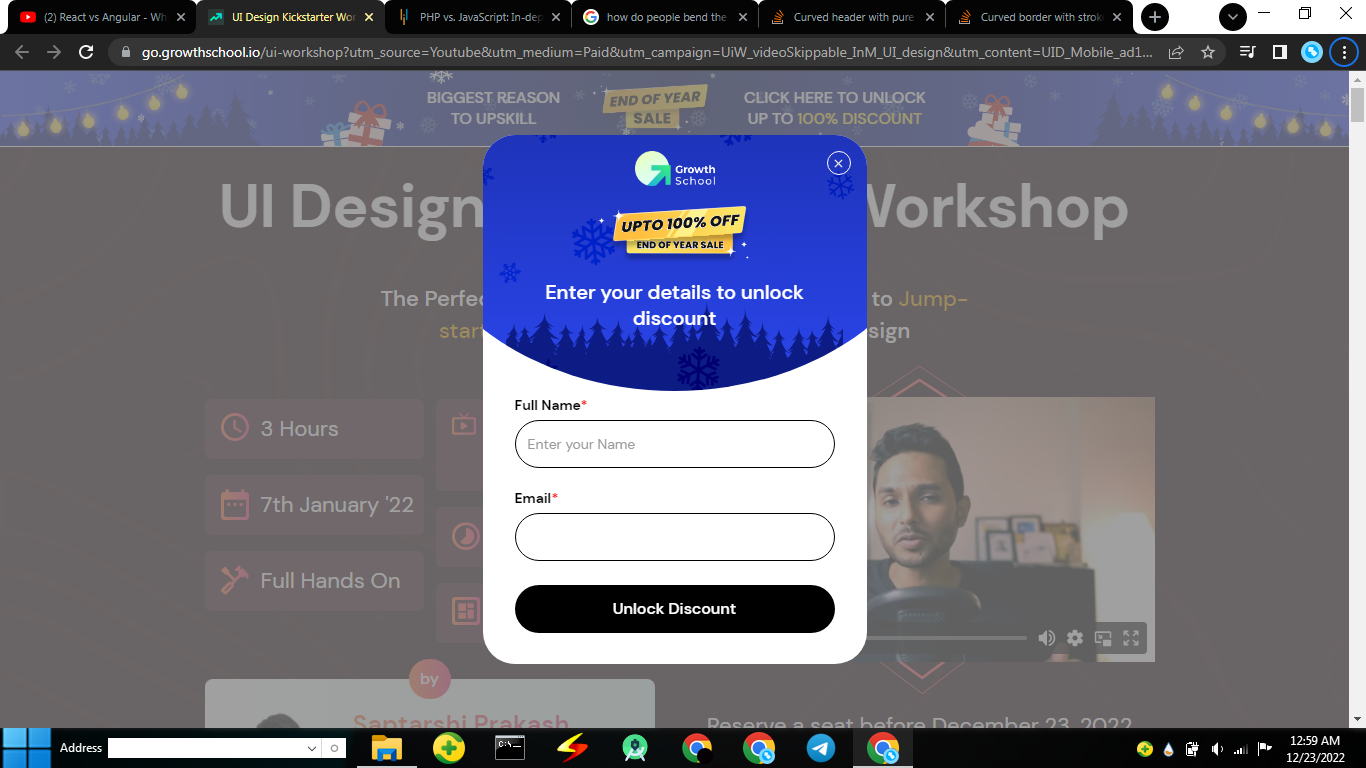 (2) React vs Angular - Wh
UI Design Kickstarter Wor
PHP vs. JavaScript: In-dep
how do people bend the
Curved header with pure
Curved border with strok
go.growthschool.io/ui-workshop?utm_source=Youtube&utm_medium=Paid&utm_campaign=UiW_videoSkippable_InM_UI_design&utm_content=UID_Mobile_ad1...
BIGGEST REASON
TO UPSKILL
END OF YEAR
SALE
CLICK HERE TO UNLOCK
UP TO 100% DISCOUNT
UI Design
Workshop
The Perfec
to Jump-
start
sign
Growth
School
UPTO 100% OFF
END OF YEAR SALE
Enter your details to unlock
discount
Full Name*
Enter your Name
Email*
Unlock Discount
3 Hours
7th January '22
Full Hands On
by
Saptarshi Prakash
Reserve a seat before December 23, 2022
Address
C:\
12:59 AM
12/23/2022